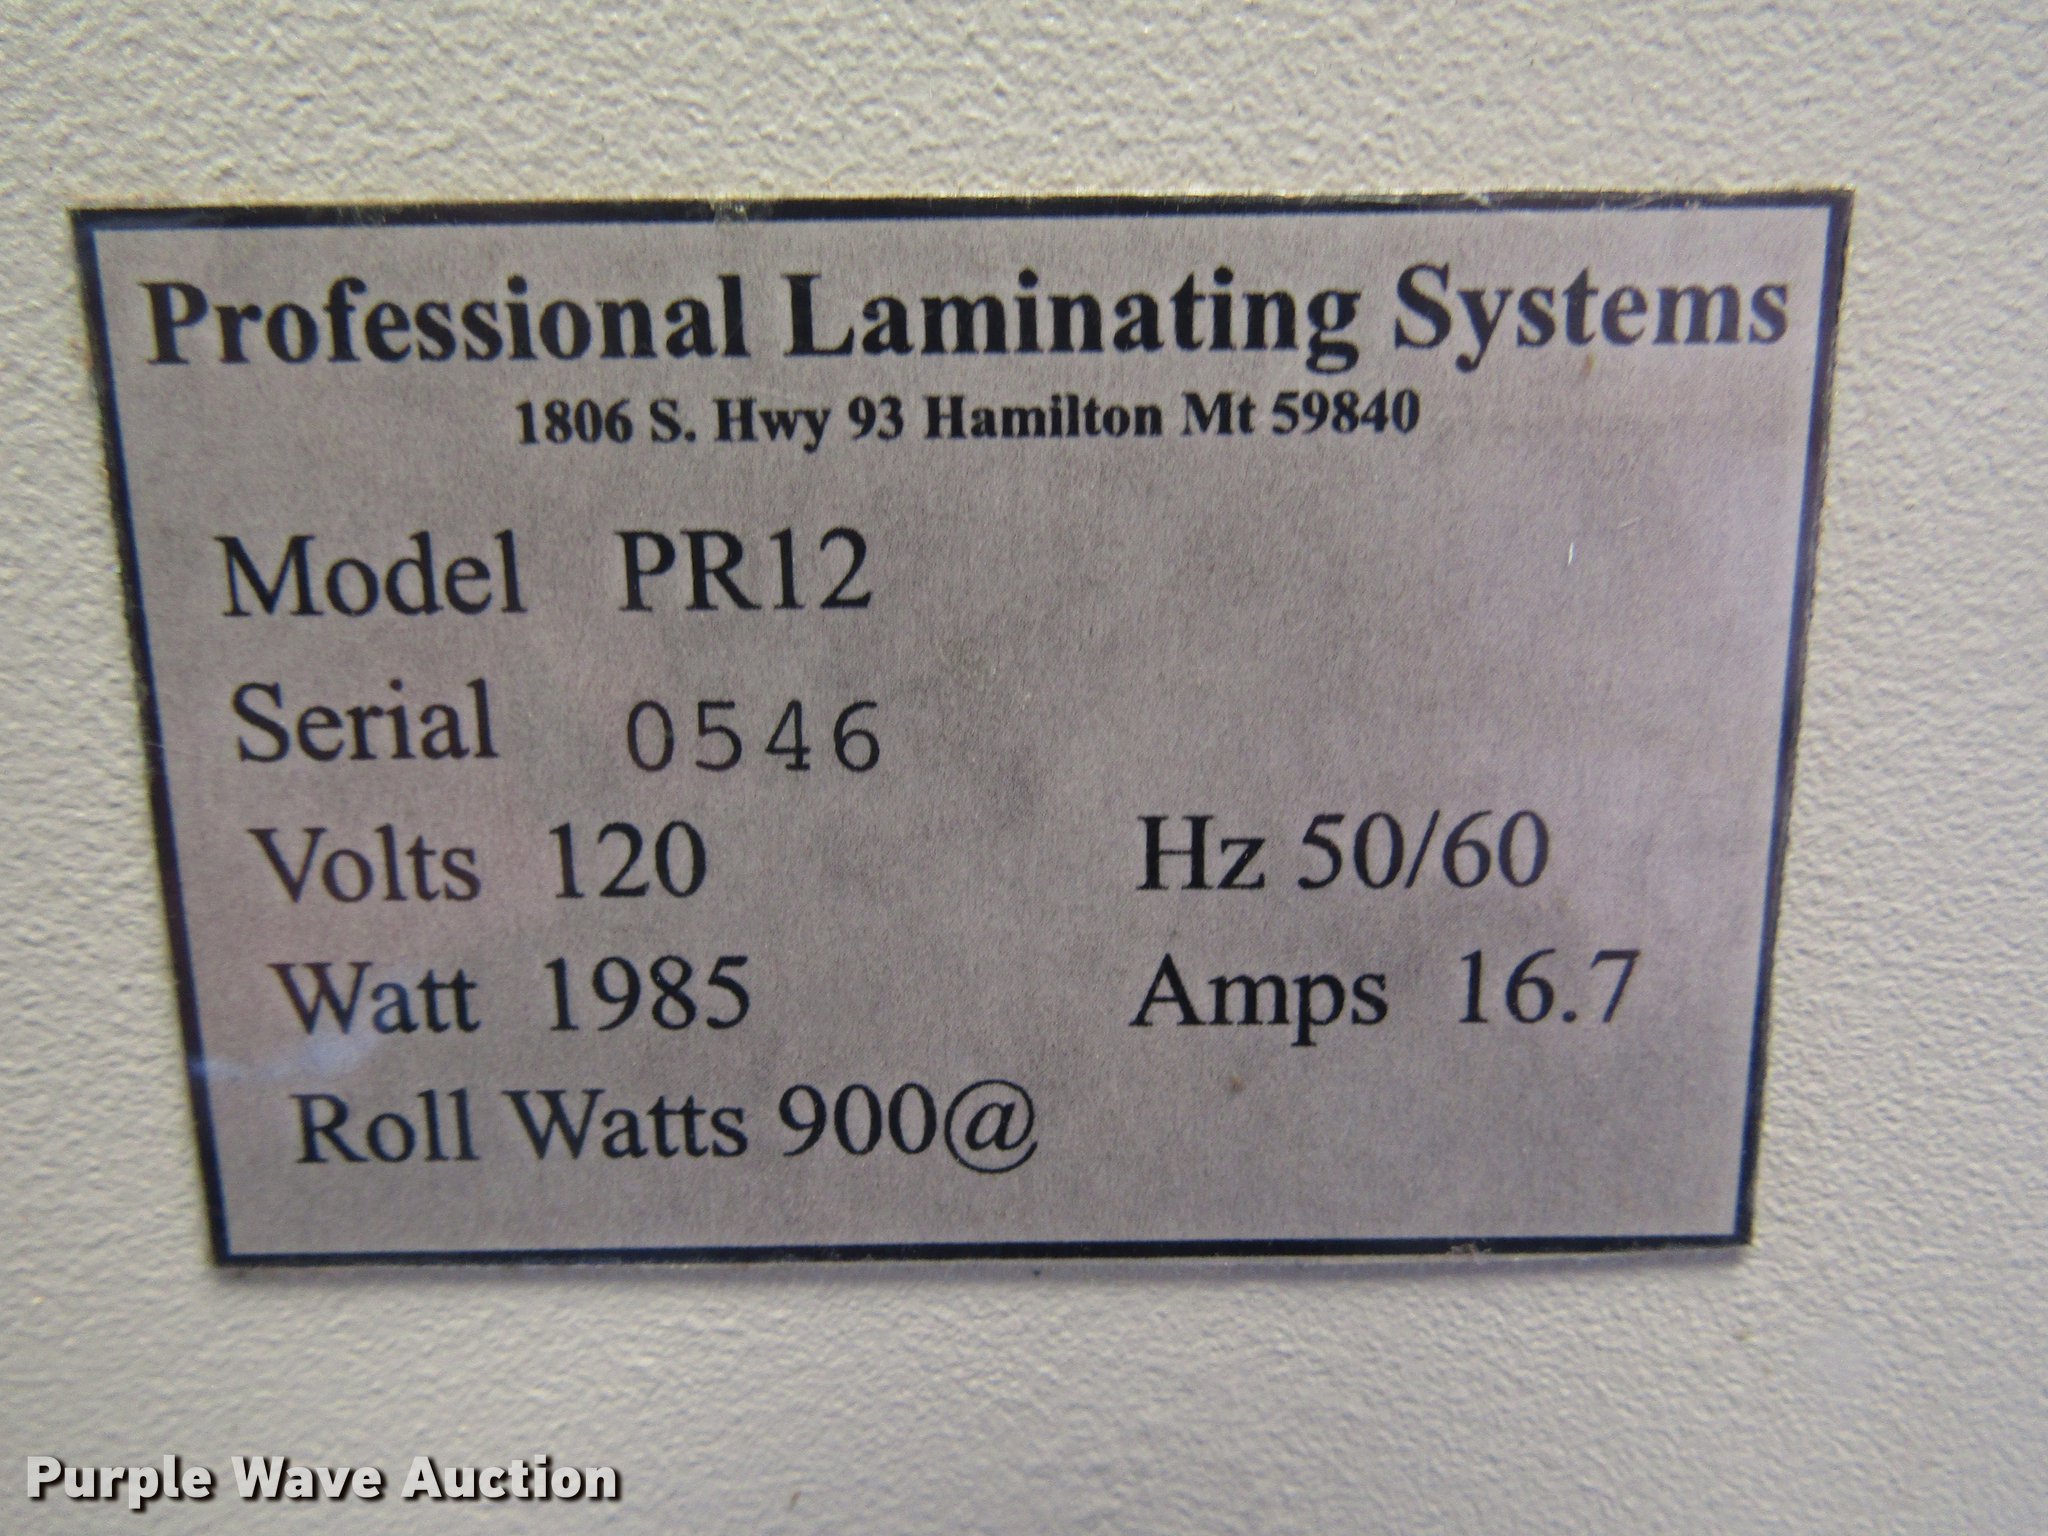 Professional Laminating Systems
1806 S. Hwy 93 Hamilton Mt 59840
Model PR12
Serial 0546
Volts 120 Hz 50/60
Watt 1985 Amps 16.7
Roll Watts 900@
Purple Wave Auction